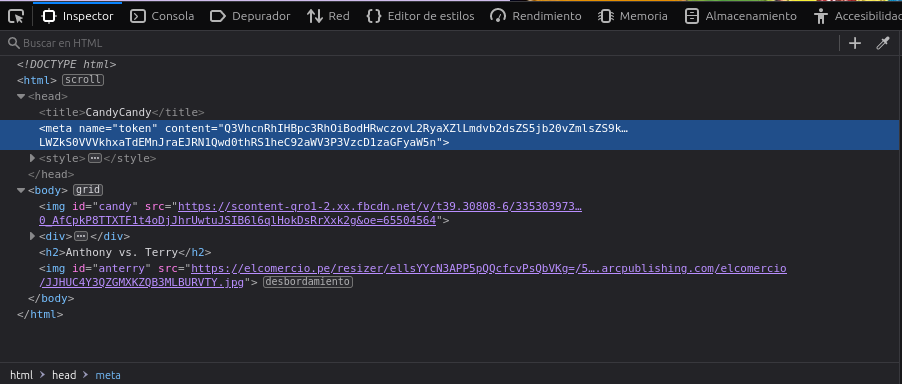 Inspector Consola Depurador Red Editor de estilos Rendimiento Memoria Almacenamiento Accesibilidad
Buscar en HTML
<!DOCTYPE html>
<html> scroll
<head>
<title>CandyCandy</title>
<meta name="token" content="Q3VhcnRhIHBpc3RhOiBodHRwczovL2RyaXZlLmdvb2dsZS5jb20vZmlsZS9k…
LWZkS0VVVkhxaTdEMnJraEJRN1Qwd0thRS1heC92aWV3P3VzcD1zaGFyaW5n">
<style> ••• </style>
</head>
<body> grid
<img id="candy" src="https://scontent-qro1-2.xx.fbcdn.net/v/t39.30808-6/335303973…
0_AfCpkP8TTXTF1t4oDjJhrUwtuJSIB6l6qlHokDsRrXxk2g&oe=65504564">
<div> ••• </div>
<h2>Anthony vs. Terry</h2>
<img id="anterry" src="https://elcomercio.pe/resizer/ellsYYcN3APP5pQQcfcvPsQbVKg=/5….arcpublishing.com/elcomercio
/JJHUC4Y3QZGMXKZQB3MLBURVTY.jpg"> desbordamiento
</body>
</html>
html > head > meta